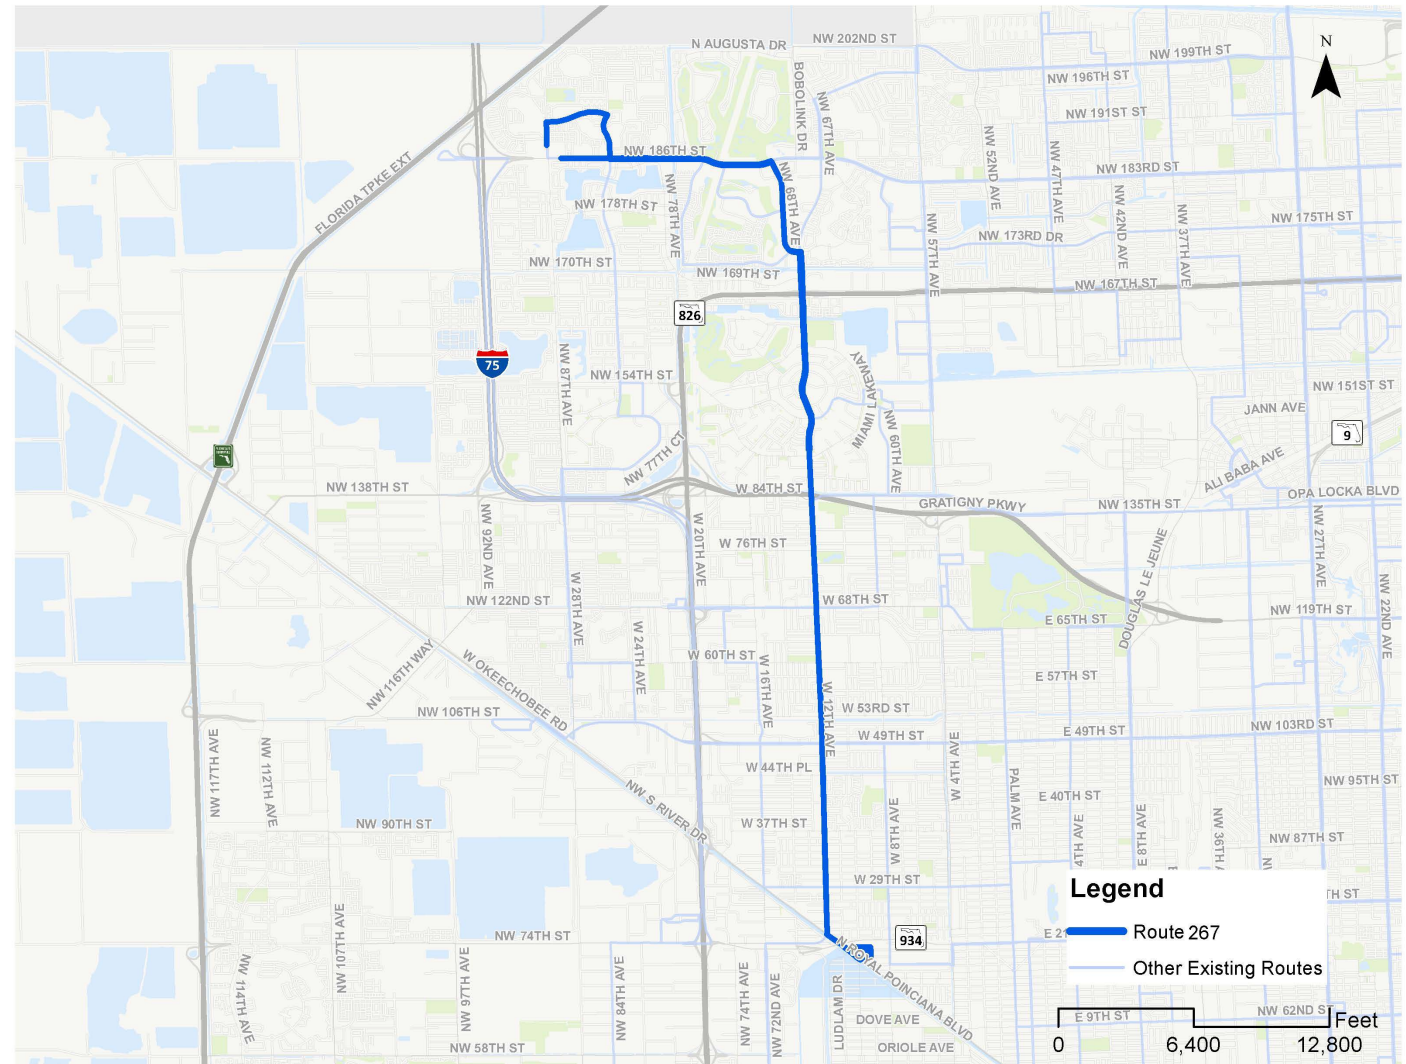 N AUGUSTA DR
NW 202ND ST
N
NW 199TH ST
NW 196TH ST
BOBOLINK DR
NW 67TH AVE
NW 191ST ST
NW 186TH ST
NW 52ND AVE
NW 47TH AVE
NW 183RD ST
FLORIDA TPKE EXT
NW 78TH AVE
NW 68TH AVE
NW 178TH ST
NW 57TH AVE
NW 42ND AVE
NW 37TH AVE
NW 175TH ST
NW 173RD DR
NW 170TH ST
NW 169TH ST
NW 167TH ST
826
75
NW 87TH AVE
NW 154TH ST
MIAMI LAKEWAY
NW 60TH AVE
NW 151ST ST
JANN AVE
9
NW 77TH CT
ALI BABA AVE
NW 138TH ST
W 84TH ST
GRATIGNY PKWY
NW 135TH ST
OPA LOCKA BLVD
NW 92ND AVE
W 20TH AVE
W 76TH ST
NW 27TH AVE
DOUGLAS LE JEUNE
NW 22ND AVE
W 28TH AVE
NW 122ND ST
W 68TH ST
NW 119TH ST
E 65TH ST
W 24TH AVE
NW 116TH WAY
W OKEECHOBEE RD
W 60TH ST
W 16TH AVE
E 57TH ST
W 12TH AVE
NW 106TH ST
W 53RD ST
W 49TH ST
E 49TH ST
NW 103RD ST
NW 117TH AVE
NW 112TH AVE
W 44TH PL
W 4TH AVE
PALM AVE
NW 95TH ST
NW S RIVER DR
E 40TH ST
NW 90TH ST
W 37TH ST
W 8TH AVE
4TH AVE
E 8TH AVE
NW 36TH AV
NW 87TH ST
W 29TH ST
Legend
TH ST
NW 107TH AVE
NW 74TH ST
N ROYAL POINCIANA BLVD
934
E 21
Route 267
NW 114TH AVE
NW 97TH AVE
NW 84TH AVE
NW 74TH AVE
NW 72ND AVE
LUDLAM DR
Other Existing Routes
DOVE AVE
E 9TH ST
NW 62ND ST
Feet
NW 58TH ST
ORIOLE AVE
0 6,400 12,800